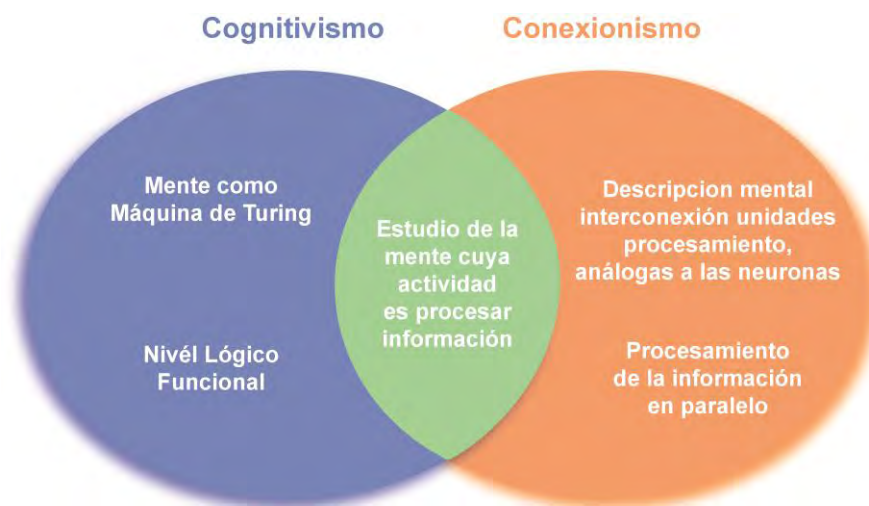 Cognitivismo
Conexionismo
Mente como
Máquina de Turing
Nivél Lógico
Funcional
Estudio de la
mente cuya
actividad
es procesar
información
Descripcion mental
interconexión unidades
procesamiento,
análogas a las neuronas
Procesamiento
de la información
en paralelo